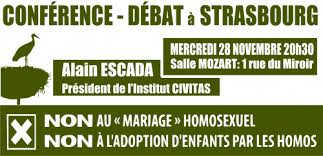 CONFÉRENCE - DÉBAT à STRASBOURG
MERCREDI 28 NOVEMBRE 20h30
Salle MOZART: 1 rue du Miroir
Alain ESCADA
Président de l'Institut CIVITAS
NON AU « MARIAGE » HOMOSEXUEL
NON À L'ADOPTION D'ENFANTS PAR LES HOMOS